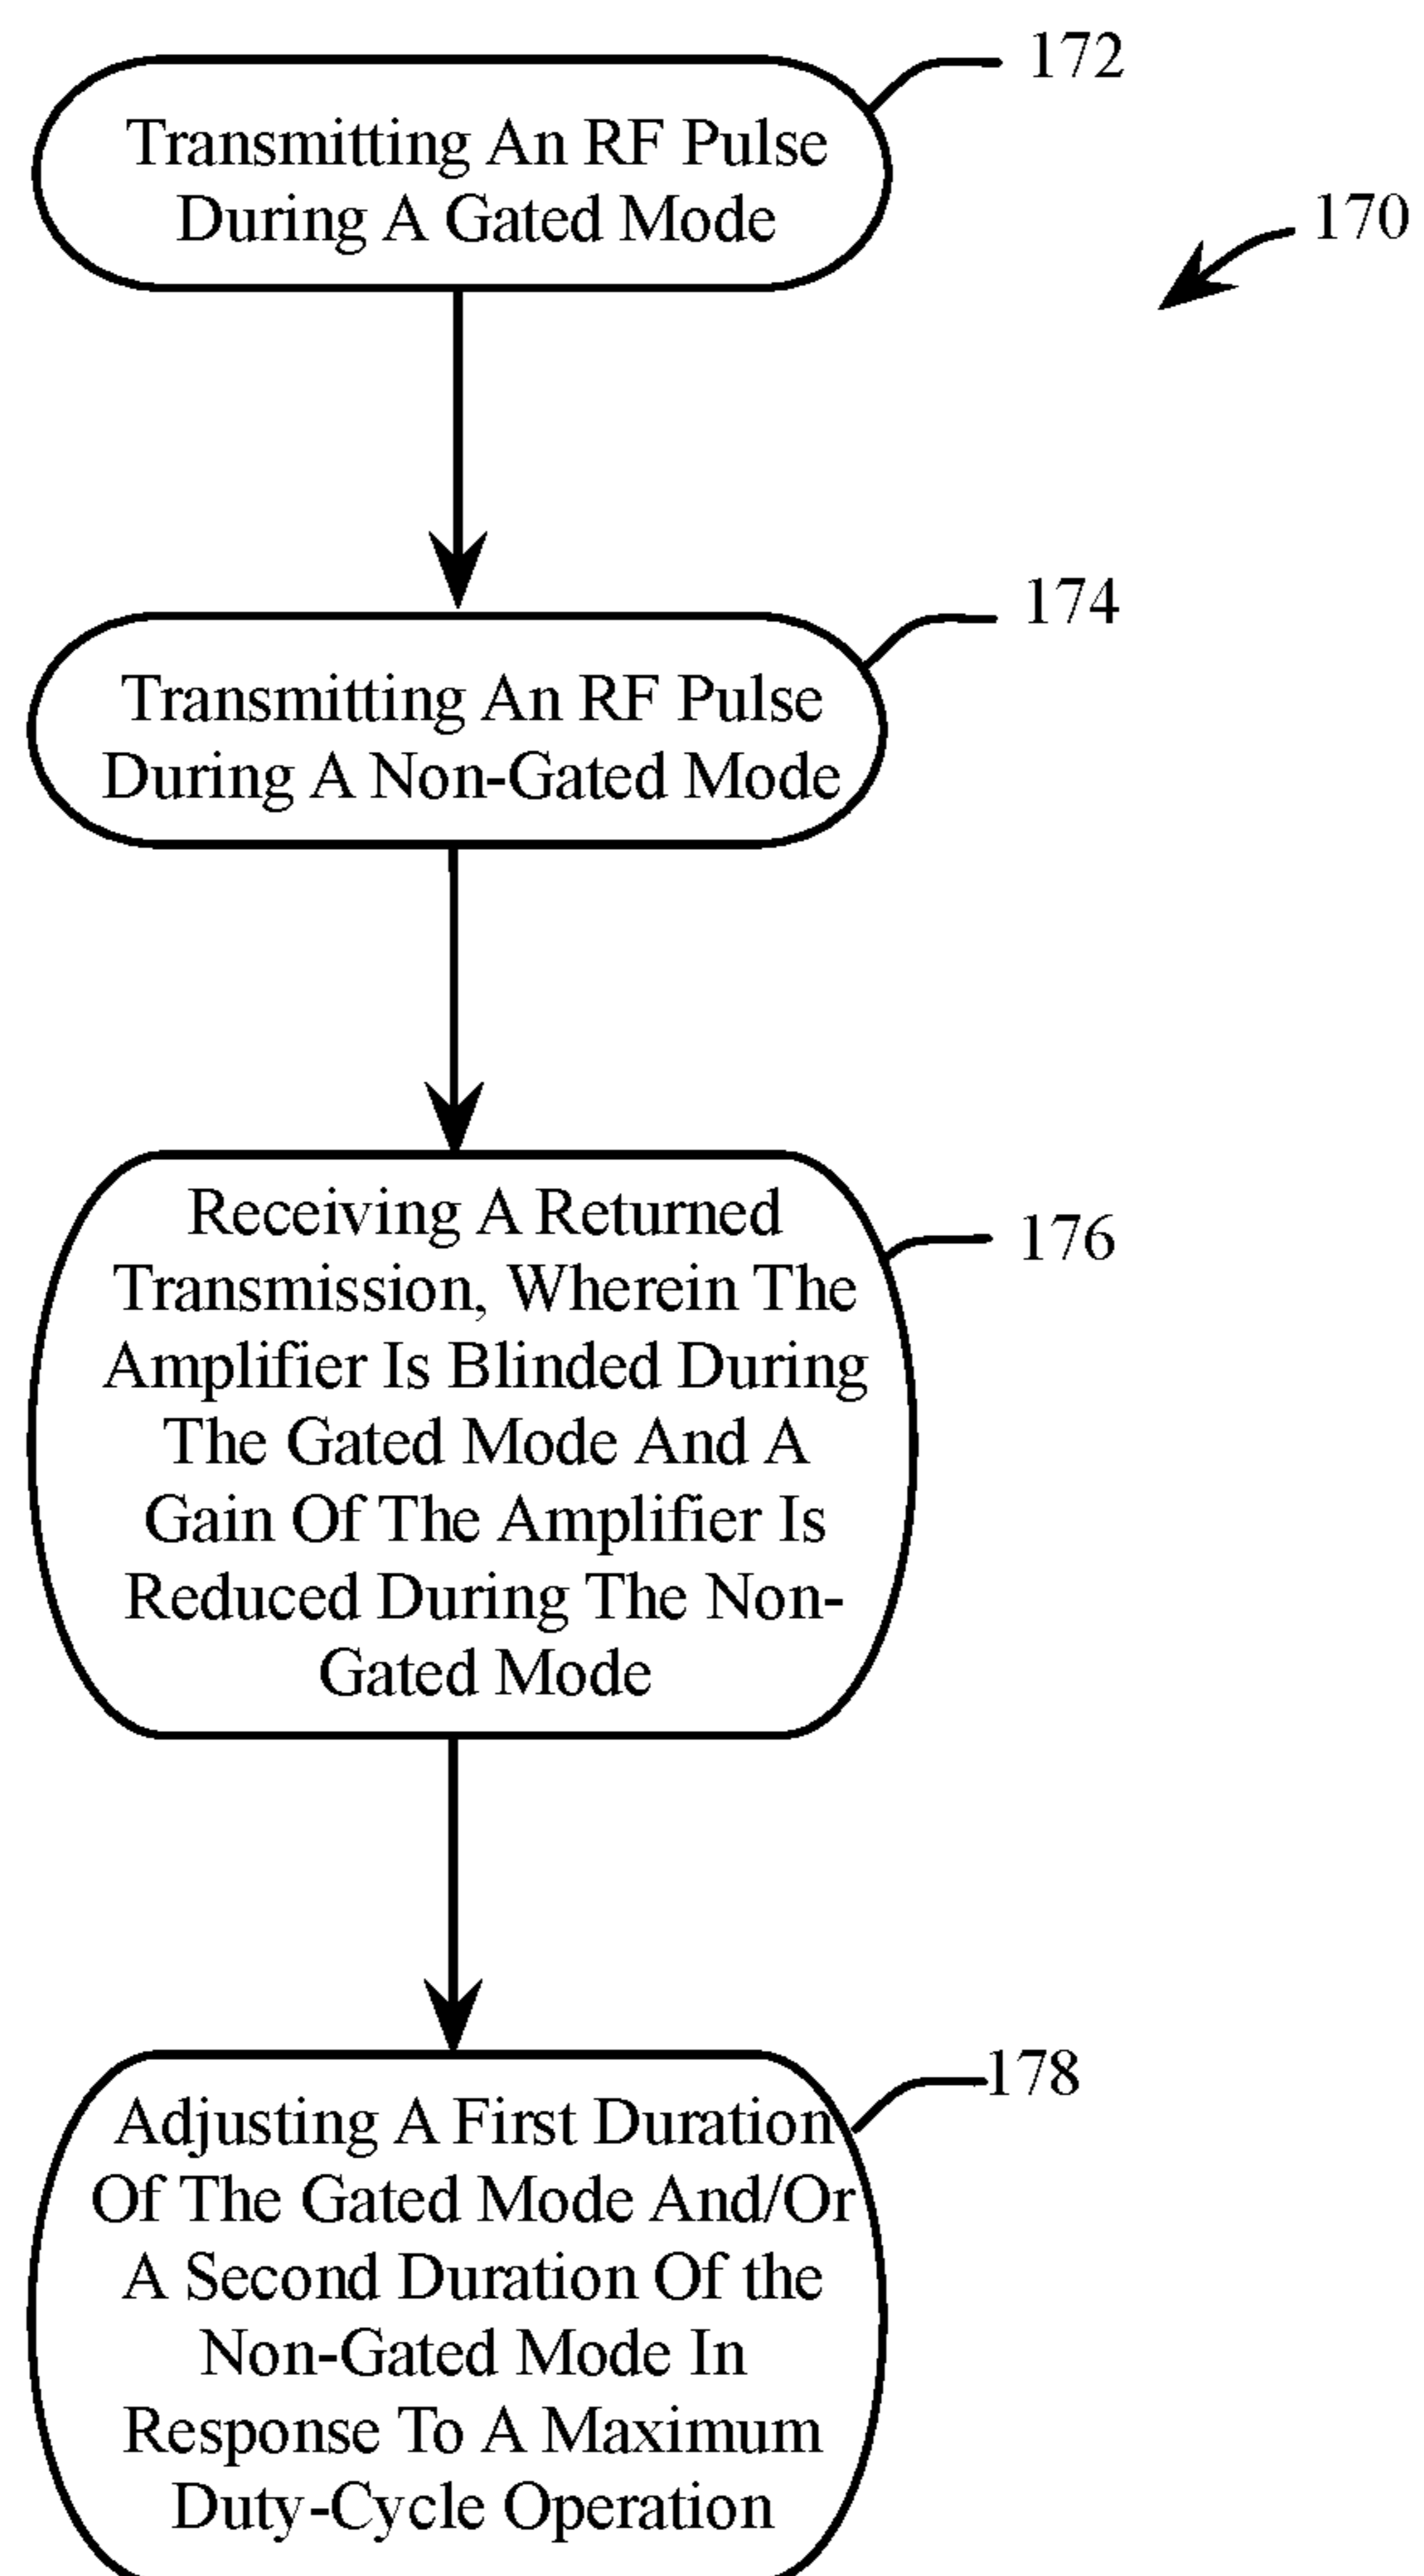 172
Transmitting An RF Pulse
During A Gated Mode
170
174
Transmitting An RF Pulse
During A Non-Gated Mode
176
Receiving A Returned
Transmission, Wherein The
Amplifier Is Blinded During
The Gated Mode And A
Gain Of The Amplifier Is
Reduced During The Non-
Gated Mode
178
Adjusting A First Duration
Of The Gated Mode And/Or
A Second Duration Of the
Non-Gated Mode In
Response To A Maximum
Duty-Cycle Operation